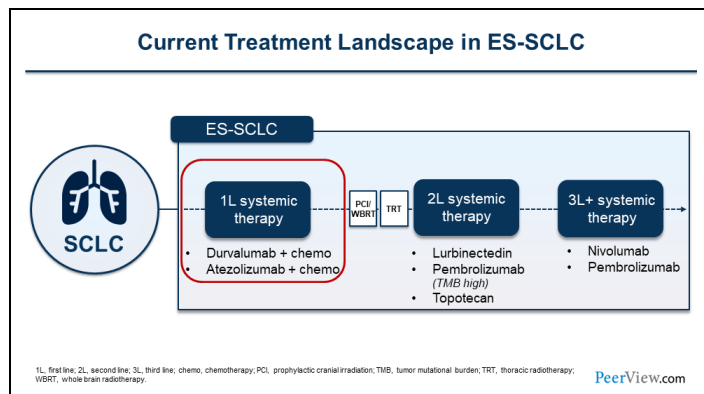 Current Treatment Landscape in ES-SCLC
ES-SCLC
SCLC
1L systemic
therapy
• Durvalumab + chemo
• Atezolizumab + chemo
PCI/
WBRT
TRT
2L systemic
therapy
• Lurbinectedin
• Pembrolizumab
(TMB high)
• Topotecan
3L+ systemic
therapy
• Nivolumab
• Pembrolizumab
1L, first line; 2L, second line; 3L, third line; chemo, chemotherapy; PCI, prophylactic cranial irradiation; TMB, tumor mutational burden; TRT, thoracic radiotherapy;
WBRT, whole brain radiotherapy.
PeerView.com